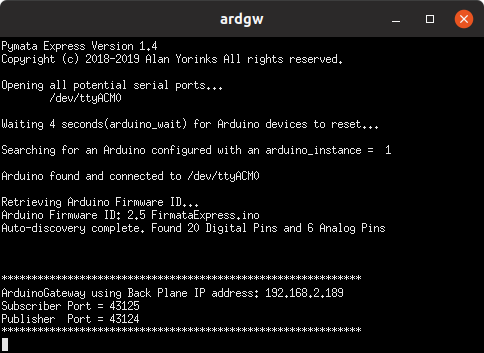 ardgw
Pymata Express Version 1.4
Copyright (c) 2018-2019 Alan Yorinks All rights reserved.
Opening all potential serial ports...
/dev/ttyACM0
Waiting 4 seconds(arduino_wait) for Arduino devices to reset...
Searching for an Arduino configured with an arduino_instance =  1
Arduino found and connected to /dev/ttyACM0
Retrieving Arduino Firmware ID...
Arduino Firmware ID: 2.5 FirmataExpress.ino
Auto-discovery complete. Found 20 Digital Pins and 6 Analog Pins
************************************************************
ArduinoGateway using Back Plane IP address: 192.168.2.189
Subscriber Port = 43125
Publisher  Port = 43124
************************************************************